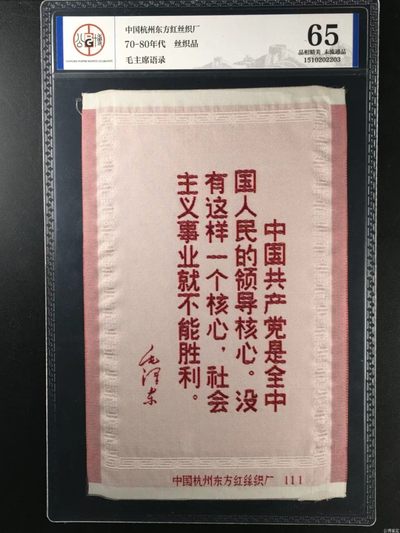 公G博
中国杭州东方红丝织厂
70-80年代 丝织品
毛主席语录
65
品相精美 未流通品
1510202203
中国共产党是全中
国人民的领导核心。没
有这样一个核心，社会
主义事业就不能胜利。
毛泽东
中国杭州东方红丝织厂 111